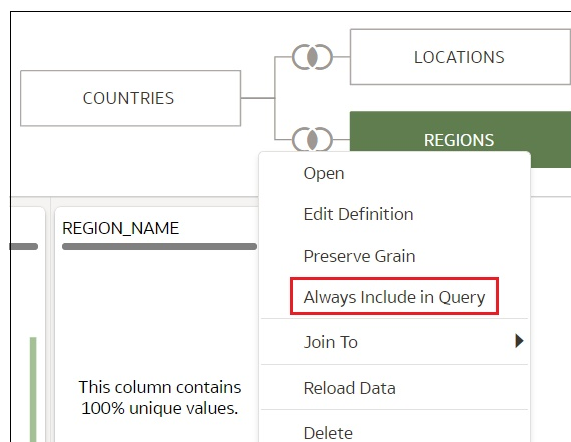 LOCATIONS
COUNTRIES
REGIONS
Open
Edit Definition
Preserve Grain
Always Include in Query
Join To
Reload Data
Delete
REGION_NAME
This column contains
100% unique values.